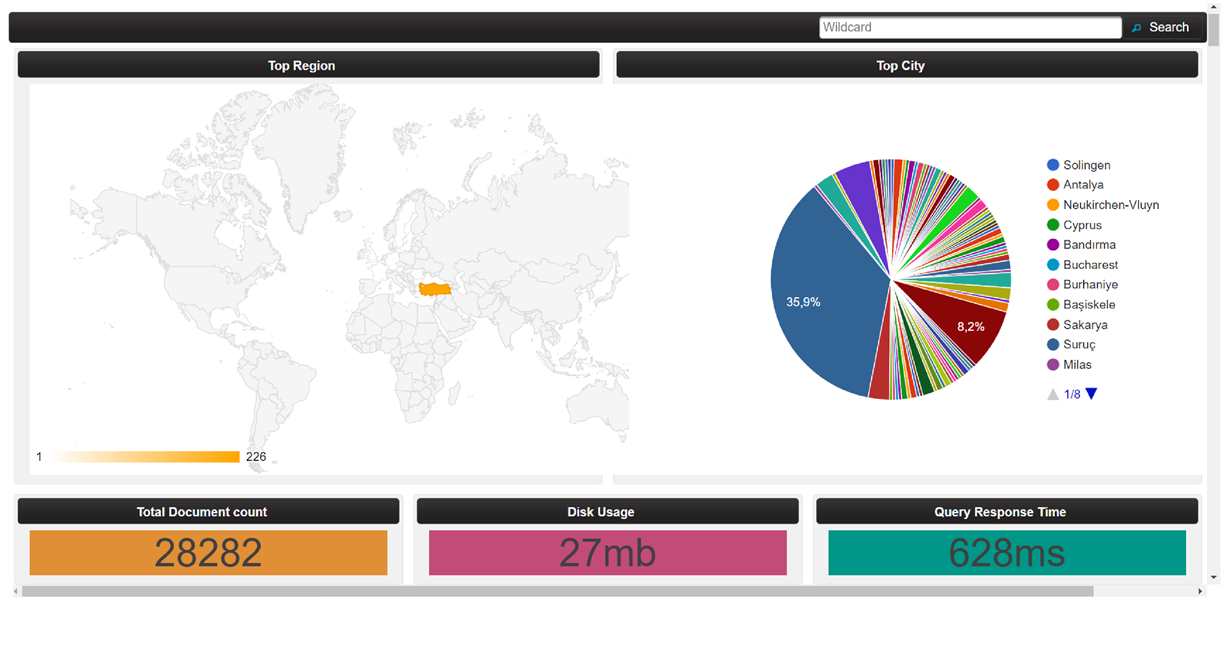 Wildcard
Search
Top Region
Top City
1
226
35,9%
8,2%
Solingen
Antalya
Neukirchen-Vluyn
Cyprus
Bandırma
Bucharest
Burhaniye
Başiskele
Sakarya
Suruç
Milas
1/8
Total Document count
Disk Usage
Query Response Time
28282
27mb
628ms